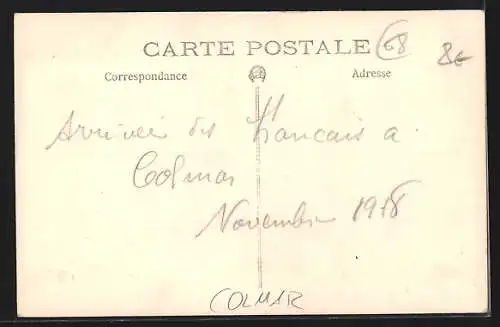 CARTE POSTALE 68 8€
Correspondance Adresse
Arrivée des Francais a
Colmar
Novembre 1918
COLMAR